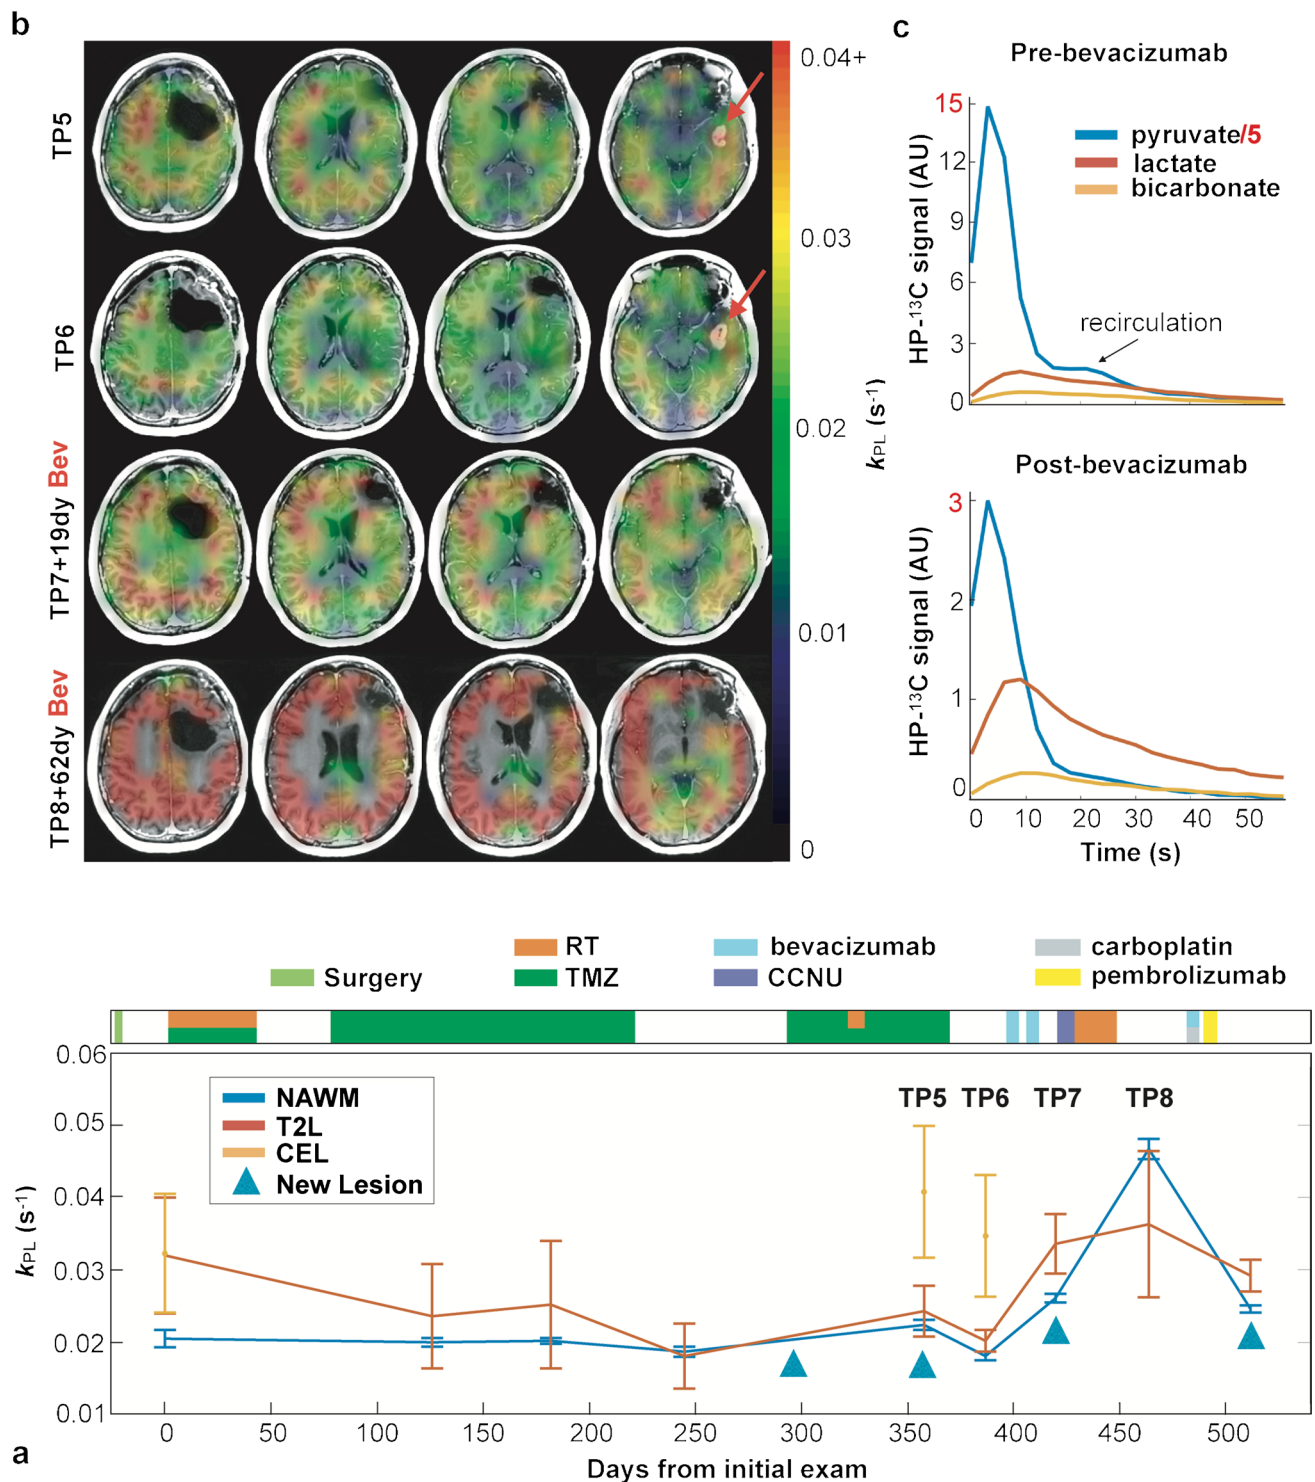 b
TP5
TP6
TP7+19dy Bev
TP8+62dy Bev
0.04+
0.03
0.02
0.01
0
kPL (s-1)
c
Pre-bevacizumab
15
12
9
6
3
0
HP-13C signal (AU)
pyruvate/5
lactate
bicarbonate
recirculation
Post-bevacizumab
3
2
1
0
HP-13C signal (AU)
0 10 20 30 40 50
Time (s)
RT bevacizumab carboplatin
Surgery TMZ CCNU pembrolizumab
0.06
0.05
0.04
0.03
0.02
0.01
kPL (s-1)
NAWM
T2L
CEL
New Lesion
TP5 TP6 TP7 TP8
0 50 100 150 200 250 300 350 400 450 500
Days from initial exam
a